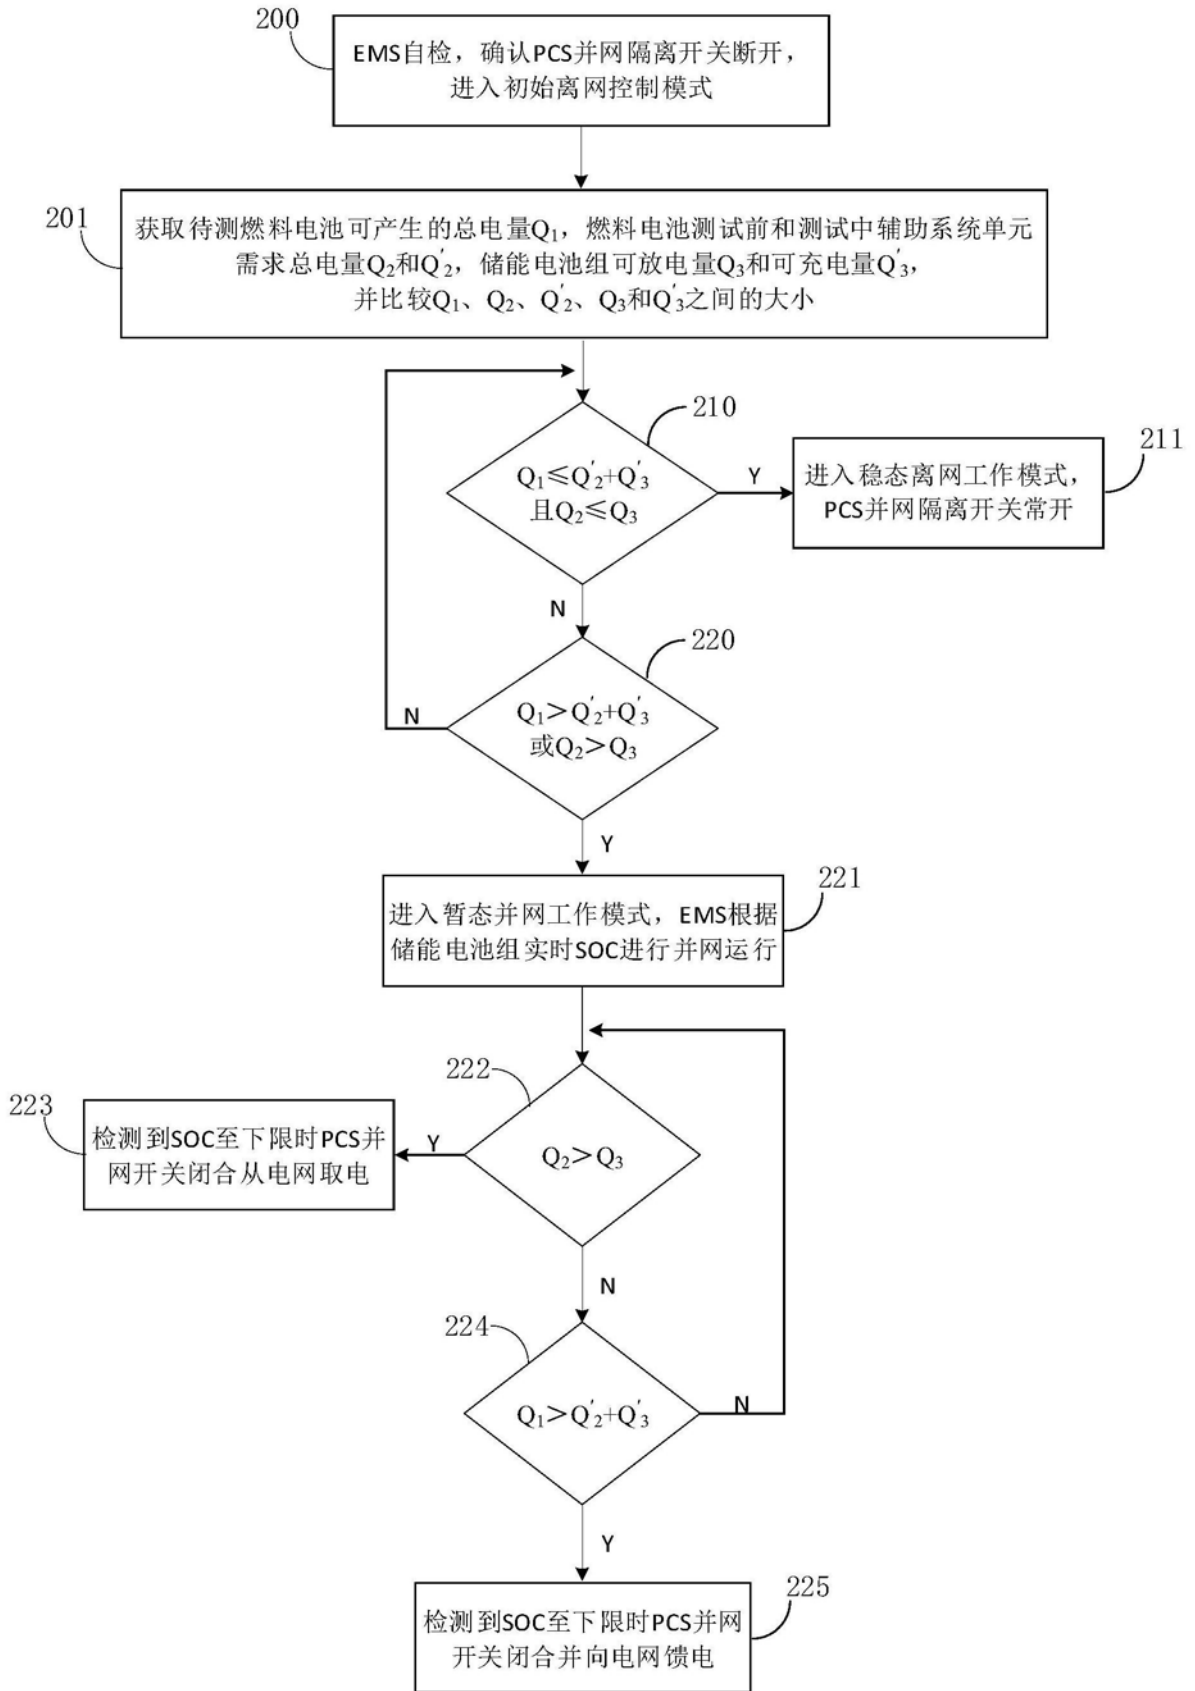 200
EMS自检，确认PCS并网隔离开关断开，
进入初始离网控制模式
201
获取待测燃料电池可产生的总电量Q₁，燃料电池测试前和测试中辅助系统单元
需求总电量Q₂和Q'₂，储能电池组可放电量Q₃和可充电量Q'₃，
并比较Q₁、Q₂、Q'₂、Q₃和Q'₃之间的大小
210
Q₁≤Q'₂+Q'₃
且Q₂≤Q₃
Y
211
进入稳态离网工作模式，
PCS并网隔离开关常开
N
220
Q₁＞Q'₂+Q'₃
或Q₂＞Q₃
N
Y
221
进入暂态并网工作模式，EMS根据
储能电池组实时SOC进行并网运行
222
Q₂＞Q₃
Y
223
检测到SOC至下限时PCS并
网开关闭合从电网取电
N
224
Q₁＞Q'₂+Q'₃
N
Y
225
检测到SOC至下限时PCS并网
开关闭合并向电网馈电